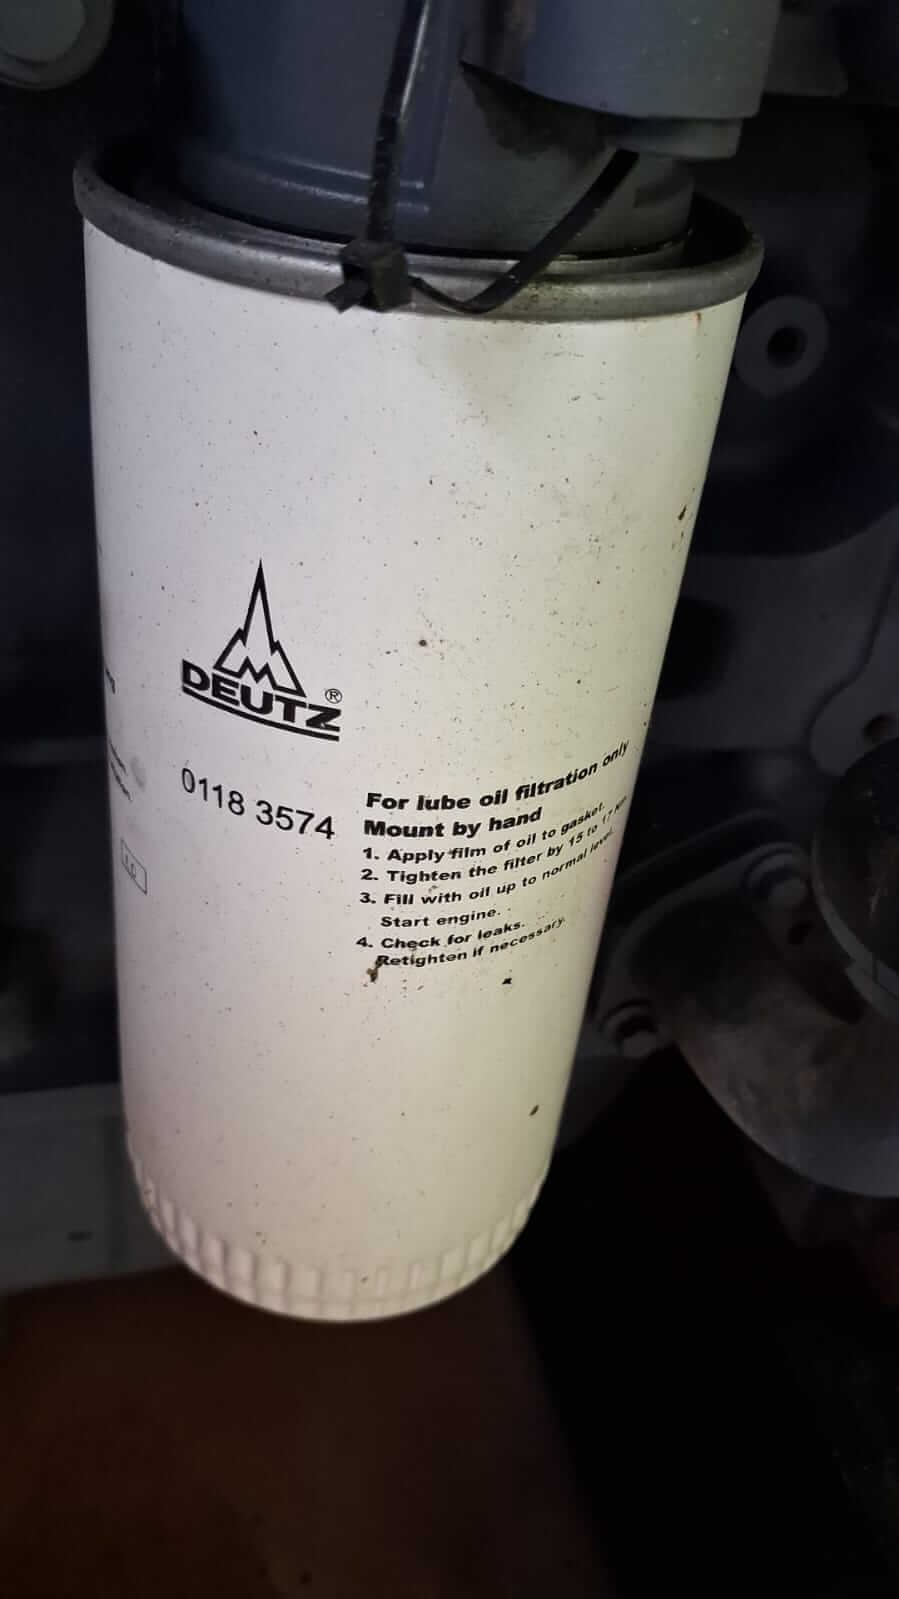 DEUTZ®
0118 3574
For lube oil filtration only
Mount by hand
1. Apply film of oil to gasket.
2. Tighten the filter by 15 to 17 Nm
3. Fill with oil up to normal level.
Start engine.
4. Check for leaks.
Retighten if necessary.